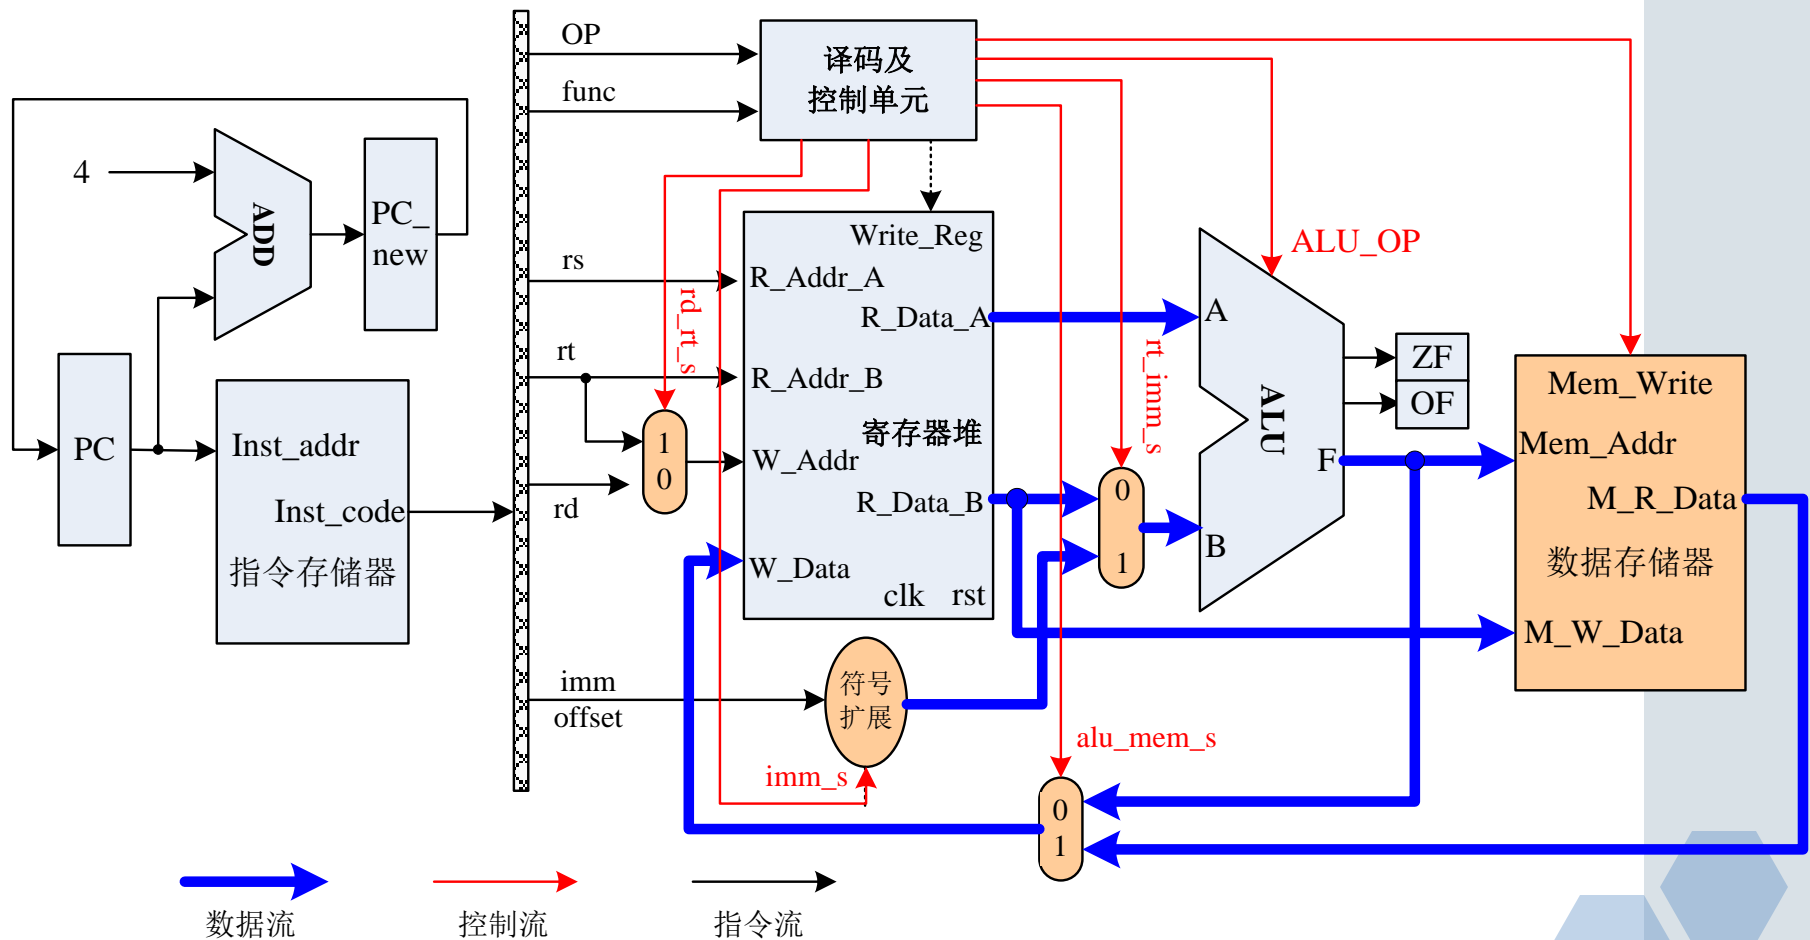 OP
func
译码及
控制单元
4
ADD
PC_
new
PC
Inst_addr
Inst_code
指令存储器
rs
rt
rd
imm
offset
rd_rt_s
1
0
Write_Reg
R_Addr_A
R_Data_A
R_Addr_B
寄存器堆
W_Addr
R_Data_B
W_Data
clk rst
符号
扩展
imm_s
rt_imm_s
0
1
alu_mem_s
0
1
ALU_OP
A
B
ALU
F
ZF
OF
Mem_Write
Mem_Addr
M_R_Data
数据存储器
M_W_Data
数据流
控制流
指令流